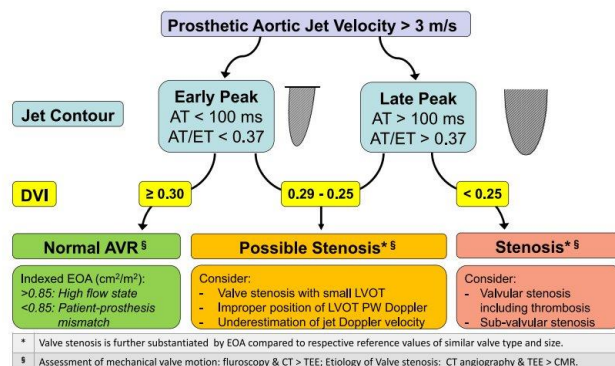 Prosthetic Aortic Jet Velocity > 3 m/s
Jet Contour
Early Peak
AT < 100 ms
AT/ET < 0.37
Late Peak
AT > 100 ms
AT/ET > 0.37
DVI
≥ 0.30
0.29 - 0.25
< 0.25
Normal AVR §
Indexed EOA (cm²/m²):
>0.85: High flow state
<0.85: Patient-prosthesis
mismatch
Possible Stenosis* §
Consider:
- Valve stenosis with small LVOT
- Improper position of LVOT PW Doppler
- Underestimation of jet Doppler velocity
Stenosis* §
Consider:
- Valvular stenosis
including thrombosis
- Sub-valvular stenosis
* Valve stenosis is further substantiated by EOA compared to respective reference values of similar valve type and size.
§ Assessment of mechanical valve motion: fluroscopy & CT > TEE; Etiology of Valve stenosis: CT angiography & TEE > CMR.